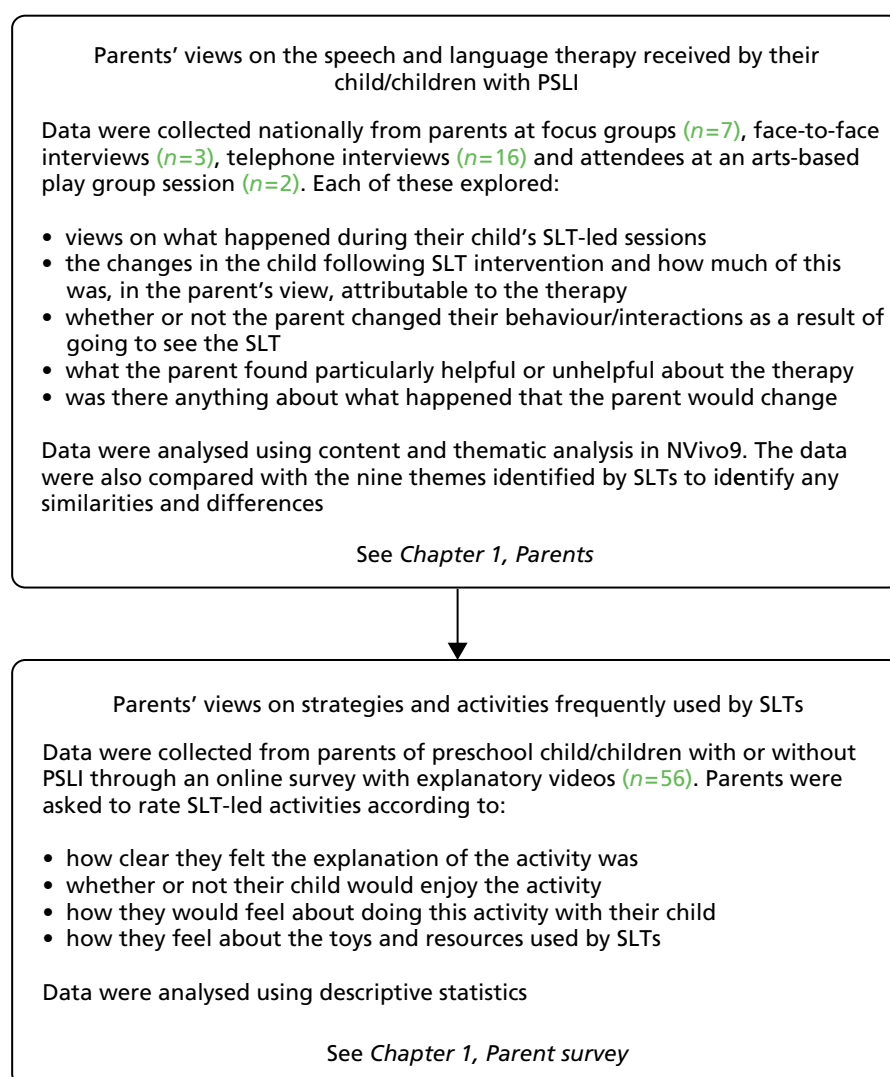 Parents’ views on the speech and language therapy received by their
child/children with PSLI
Data were collected nationally from parents at focus groups (n=7), face-to-face
interviews (n=3), telephone interviews (n=16) and attendees at an arts-based
play group session (n=2). Each of these explored:
• views on what happened during their child’s SLT-led sessions
• the changes in the child following SLT intervention and how much of this
was, in the parent’s view, attributable to the therapy
• whether or not the parent changed their behaviour/interactions as a result of
going to see the SLT
• what the parent found particularly helpful or unhelpful about the therapy
• was there anything about what happened that the parent would change
Data were analysed using content and thematic analysis in NVivo9. The data
were also compared with the nine themes identified by SLTs to identify any
similarities and differences
See Chapter 1, Parents
Parents’ views on strategies and activities frequently used by SLTs
Data were collected from parents of preschool child/children with or without
PSLI through an online survey with explanatory videos (n=56). Parents were
asked to rate SLT-led activities according to:
• how clear they felt the explanation of the activity was
• whether or not their child would enjoy the activity
• how they would feel about doing this activity with their child
• how they feel about the toys and resources used by SLTs
Data were analysed using descriptive statistics
See Chapter 1, Parent survey